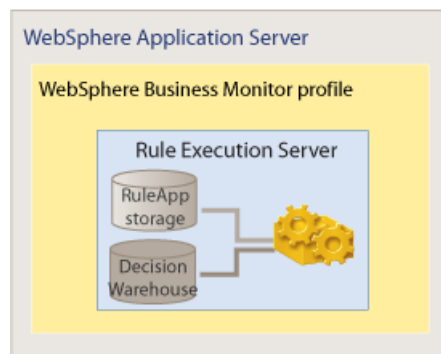 WebSphere Application Server
WebSphere Business Monitor profile
Rule Execution Server
RuleApp
storage
Decision
Warehouse